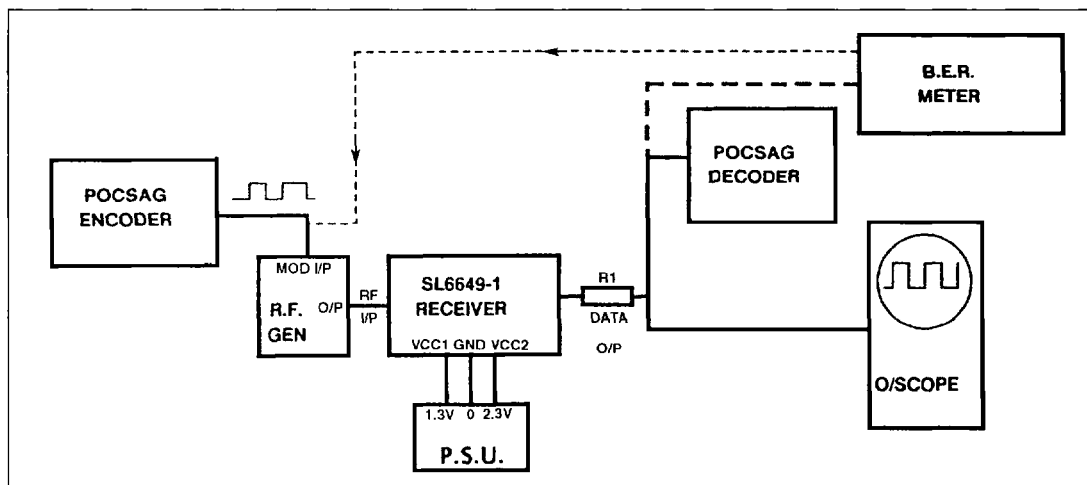 B.E.R.
METER
POCSAG
ENCODER
POCSAG
DECODER
MOD I/P
R.F.
GEN
O/P
RF
I/P
SL6649-1
RECEIVER
VCC1 GND VCC2
R1
DATA
O/P
O/SCOPE
1.3V 0 2.3V
P.S.U.